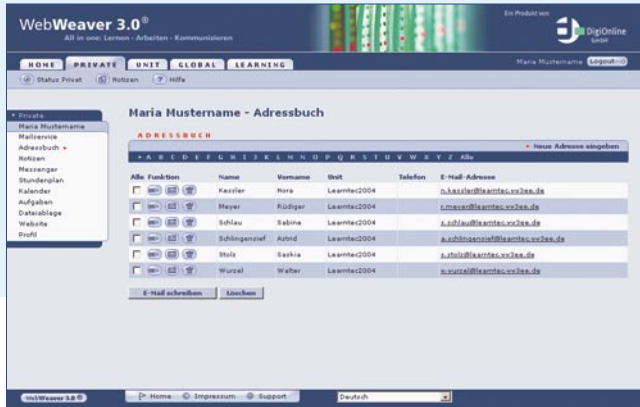 WebWeaver 3.0®
All in one: Lernen - Arbeiten - Kommunizieren
Ein Produkt von
DigiOnline
GmbH
HOME PRIVATE UNIT GLOBAL LEARNING
Maria Mustername Logout
Status Privat Notizen ? Hilfe
Private
Maria Mustername
Mailservice
Adressbuch
Notizen
Messenger
Stundenplan
Kalender
Aufgaben
Dateiablage
Website
Profil
Maria Mustername - Adressbuch
ADRESSBUCH
Neue Adresse eingeben
A B C D E F G H I J K L M N O P Q R S T U V W X Y Z Alle
Alle Funktion Name Vorname Unit Telefon E-Mail-Adresse
Kessler Nora Learntec2004 n.kessler@learntec.ww3ee.de
Meyer Rüdiger Learntec2004 r.meyer@learntec.ww3ee.de
Schlau Sabine Learntec2004 s.schlau@learntec.ww3ee.de
Schlingensief Astrid Learntec2004 a.schlingensief@learntec.ww3ee.de
Stolz Saskia Learntec2004 s.stolz@learntec.ww3ee.de
Wurzel Walter Learntec2004 w.wurzel@learntec.ww3ee.de
E-Mail schreiben Löschen
WebWeaver 3.0 ® Home © Impressum @ Support Deutsch